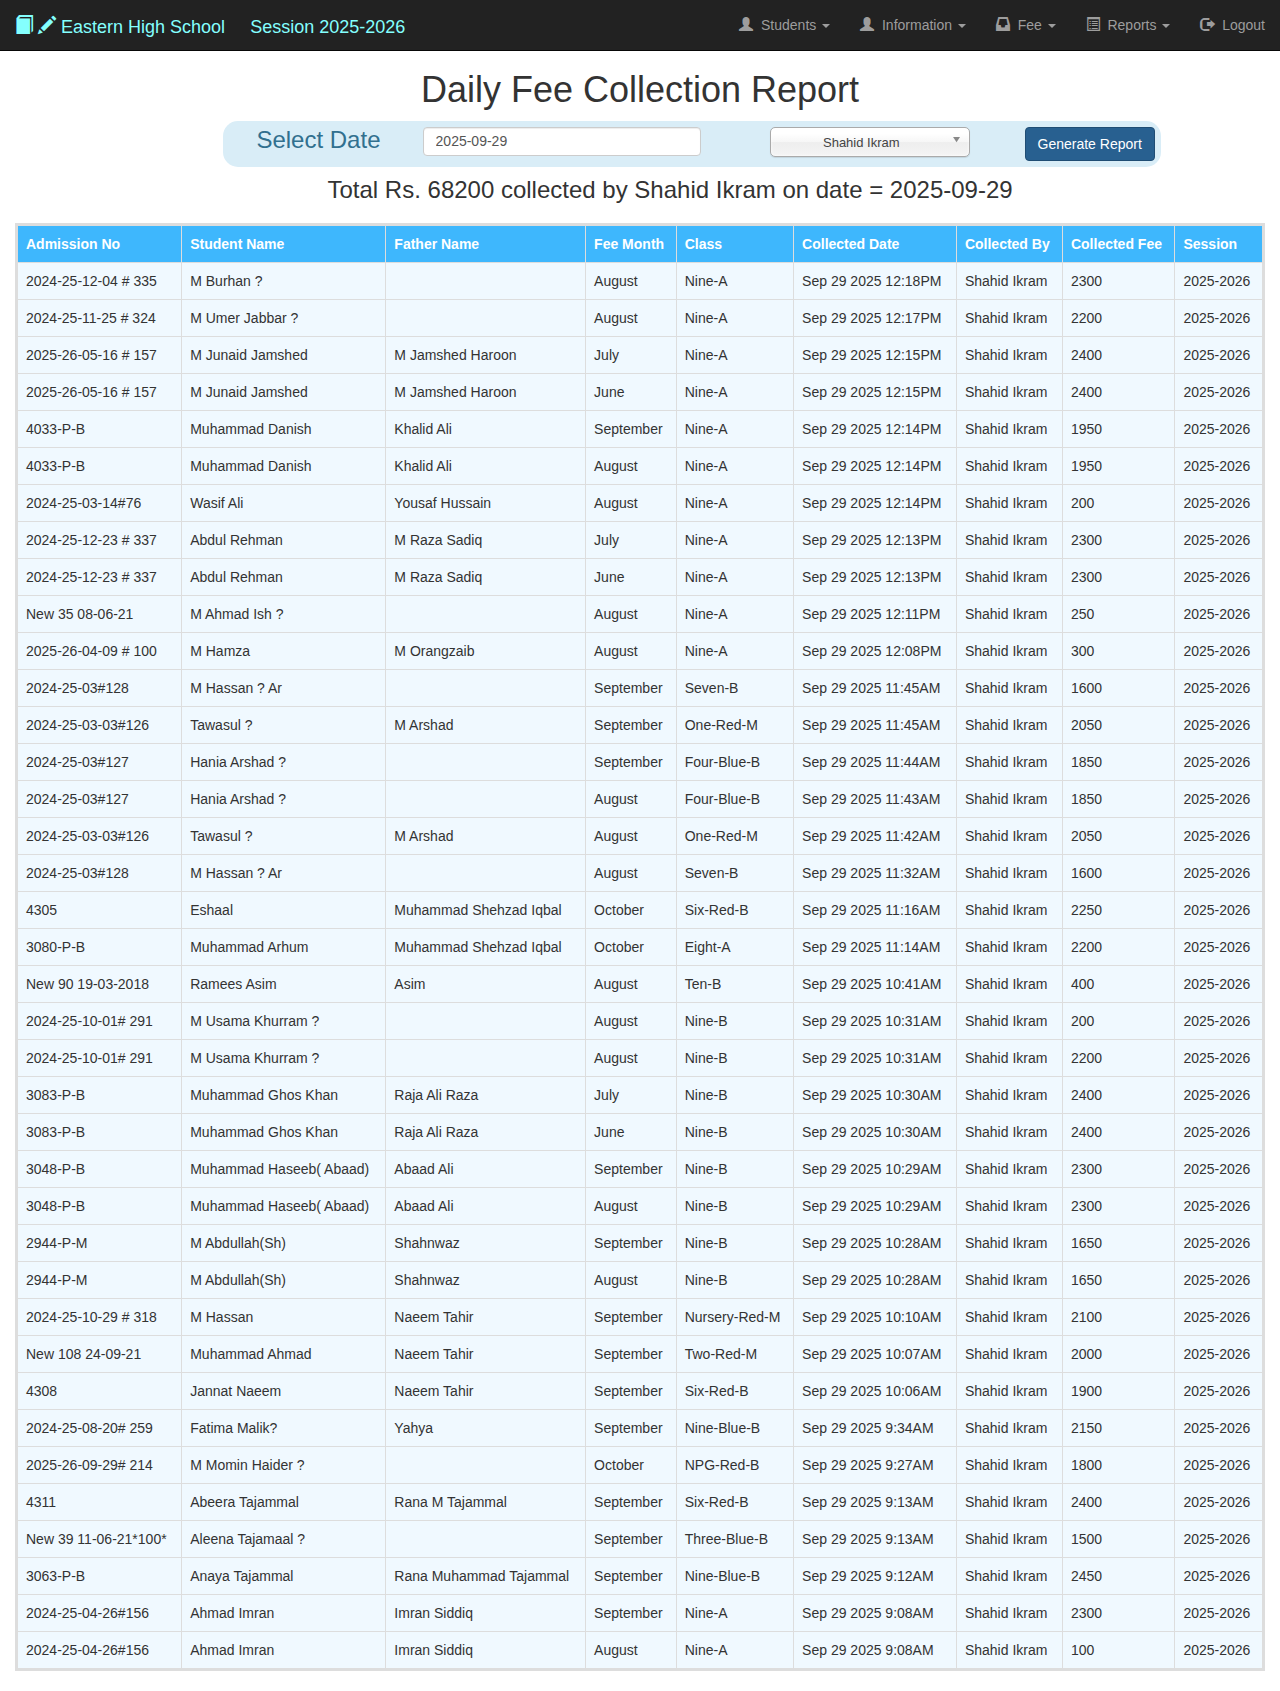 Eastern High School Session 2025-2026 Students Information Fee Reports Logout
Daily Fee Collection Report
Select Date 2025-09-29 Shahid Ikram Generate Report
Total Rs. 68200 collected by Shahid Ikram on date = 2025-09-29
Admission No Student Name Father Name Fee Month Class Collected Date Collected By Collected Fee Session
2024-25-12-04 # 335 M Burhan ? August Nine-A Sep 29 2025 12:18PM Shahid Ikram 2300 2025-2026
2024-25-11-25 # 324 M Umer Jabbar ? August Nine-A Sep 29 2025 12:17PM Shahid Ikram 2200 2025-2026
2025-26-05-16 # 157 M Junaid Jamshed M Jamshed Haroon July Nine-A Sep 29 2025 12:15PM Shahid Ikram 2400 2025-2026
2025-26-05-16 # 157 M Junaid Jamshed M Jamshed Haroon June Nine-A Sep 29 2025 12:15PM Shahid Ikram 2400 2025-2026
4033-P-B Muhammad Danish Khalid Ali September Nine-A Sep 29 2025 12:14PM Shahid Ikram 1950 2025-2026
4033-P-B Muhammad Danish Khalid Ali August Nine-A Sep 29 2025 12:14PM Shahid Ikram 1950 2025-2026
2024-25-03-14#76 Wasif Ali Yousaf Hussain August Nine-A Sep 29 2025 12:14PM Shahid Ikram 200 2025-2026
2024-25-12-23 # 337 Abdul Rehman M Raza Sadiq July Nine-A Sep 29 2025 12:13PM Shahid Ikram 2300 2025-2026
2024-25-12-23 # 337 Abdul Rehman M Raza Sadiq June Nine-A Sep 29 2025 12:13PM Shahid Ikram 2300 2025-2026
New 35 08-06-21 M Ahmad Ish ? August Nine-A Sep 29 2025 12:11PM Shahid Ikram 250 2025-2026
2025-26-04-09 # 100 M Hamza M Orangzaib August Nine-A Sep 29 2025 12:08PM Shahid Ikram 300 2025-2026
2024-25-03#128 M Hassan ? Ar September Seven-B Sep 29 2025 11:45AM Shahid Ikram 1600 2025-2026
2024-25-03-03#126 Tawasul ? M Arshad September One-Red-M Sep 29 2025 11:45AM Shahid Ikram 2050 2025-2026
2024-25-03#127 Hania Arshad ? September Four-Blue-B Sep 29 2025 11:44AM Shahid Ikram 1850 2025-2026
2024-25-03#127 Hania Arshad ? August Four-Blue-B Sep 29 2025 11:43AM Shahid Ikram 1850 2025-2026
2024-25-03-03#126 Tawasul ? M Arshad August One-Red-M Sep 29 2025 11:42AM Shahid Ikram 2050 2025-2026
2024-25-03#128 M Hassan ? Ar August Seven-B Sep 29 2025 11:32AM Shahid Ikram 1600 2025-2026
4305 Eshaal Muhammad Shehzad Iqbal October Six-Red-B Sep 29 2025 11:16AM Shahid Ikram 2250 2025-2026
3080-P-B Muhammad Arhum Muhammad Shehzad Iqbal October Eight-A Sep 29 2025 11:14AM Shahid Ikram 2200 2025-2026
New 90 19-03-2018 Ramees Asim Asim August Ten-B Sep 29 2025 10:41AM Shahid Ikram 400 2025-2026
2024-25-10-01# 291 M Usama Khurram ? August Nine-B Sep 29 2025 10:31AM Shahid Ikram 200 2025-2026
2024-25-10-01# 291 M Usama Khurram ? August Nine-B Sep 29 2025 10:31AM Shahid Ikram 2200 2025-2026
3083-P-B Muhammad Ghos Khan Raja Ali Raza July Nine-B Sep 29 2025 10:30AM Shahid Ikram 2400 2025-2026
3083-P-B Muhammad Ghos Khan Raja Ali Raza June Nine-B Sep 29 2025 10:30AM Shahid Ikram 2400 2025-2026
3048-P-B Muhammad Haseeb( Abaad) Abaad Ali September Nine-B Sep 29 2025 10:29AM Shahid Ikram 2300 2025-2026
3048-P-B Muhammad Haseeb( Abaad) Abaad Ali August Nine-B Sep 29 2025 10:29AM Shahid Ikram 2300 2025-2026
2944-P-M M Abdullah(Sh) Shahnwaz September Nine-B Sep 29 2025 10:28AM Shahid Ikram 1650 2025-2026
2944-P-M M Abdullah(Sh) Shahnwaz August Nine-B Sep 29 2025 10:28AM Shahid Ikram 1650 2025-2026
2024-25-10-29 # 318 M Hassan Naeem Tahir September Nursery-Red-M Sep 29 2025 10:10AM Shahid Ikram 2100 2025-2026
New 108 24-09-21 Muhammad Ahmad Naeem Tahir September Two-Red-M Sep 29 2025 10:07AM Shahid Ikram 2000 2025-2026
4308 Jannat Naeem Naeem Tahir September Six-Red-B Sep 29 2025 10:06AM Shahid Ikram 1900 2025-2026
2024-25-08-20# 259 Fatima Malik? Yahya September Nine-Blue-B Sep 29 2025 9:34AM Shahid Ikram 2150 2025-2026
2025-26-09-29# 214 M Momin Haider ? October NPG-Red-B Sep 29 2025 9:27AM Shahid Ikram 1800 2025-2026
4311 Abeera Tajammal Rana M Tajammal September Six-Red-B Sep 29 2025 9:13AM Shahid Ikram 2400 2025-2026
New 39 11-06-21*100* Aleena Tajamaal ? September Three-Blue-B Sep 29 2025 9:13AM Shahid Ikram 1500 2025-2026
3063-P-B Anaya Tajammal Rana Muhammad Tajammal September Nine-Blue-B Sep 29 2025 9:12AM Shahid Ikram 2450 2025-2026
2024-25-04-26#156 Ahmad Imran Imran Siddiq September Nine-A Sep 29 2025 9:08AM Shahid Ikram 2300 2025-2026
2024-25-04-26#156 Ahmad Imran Imran Siddiq August Nine-A Sep 29 2025 9:08AM Shahid Ikram 100 2025-2026